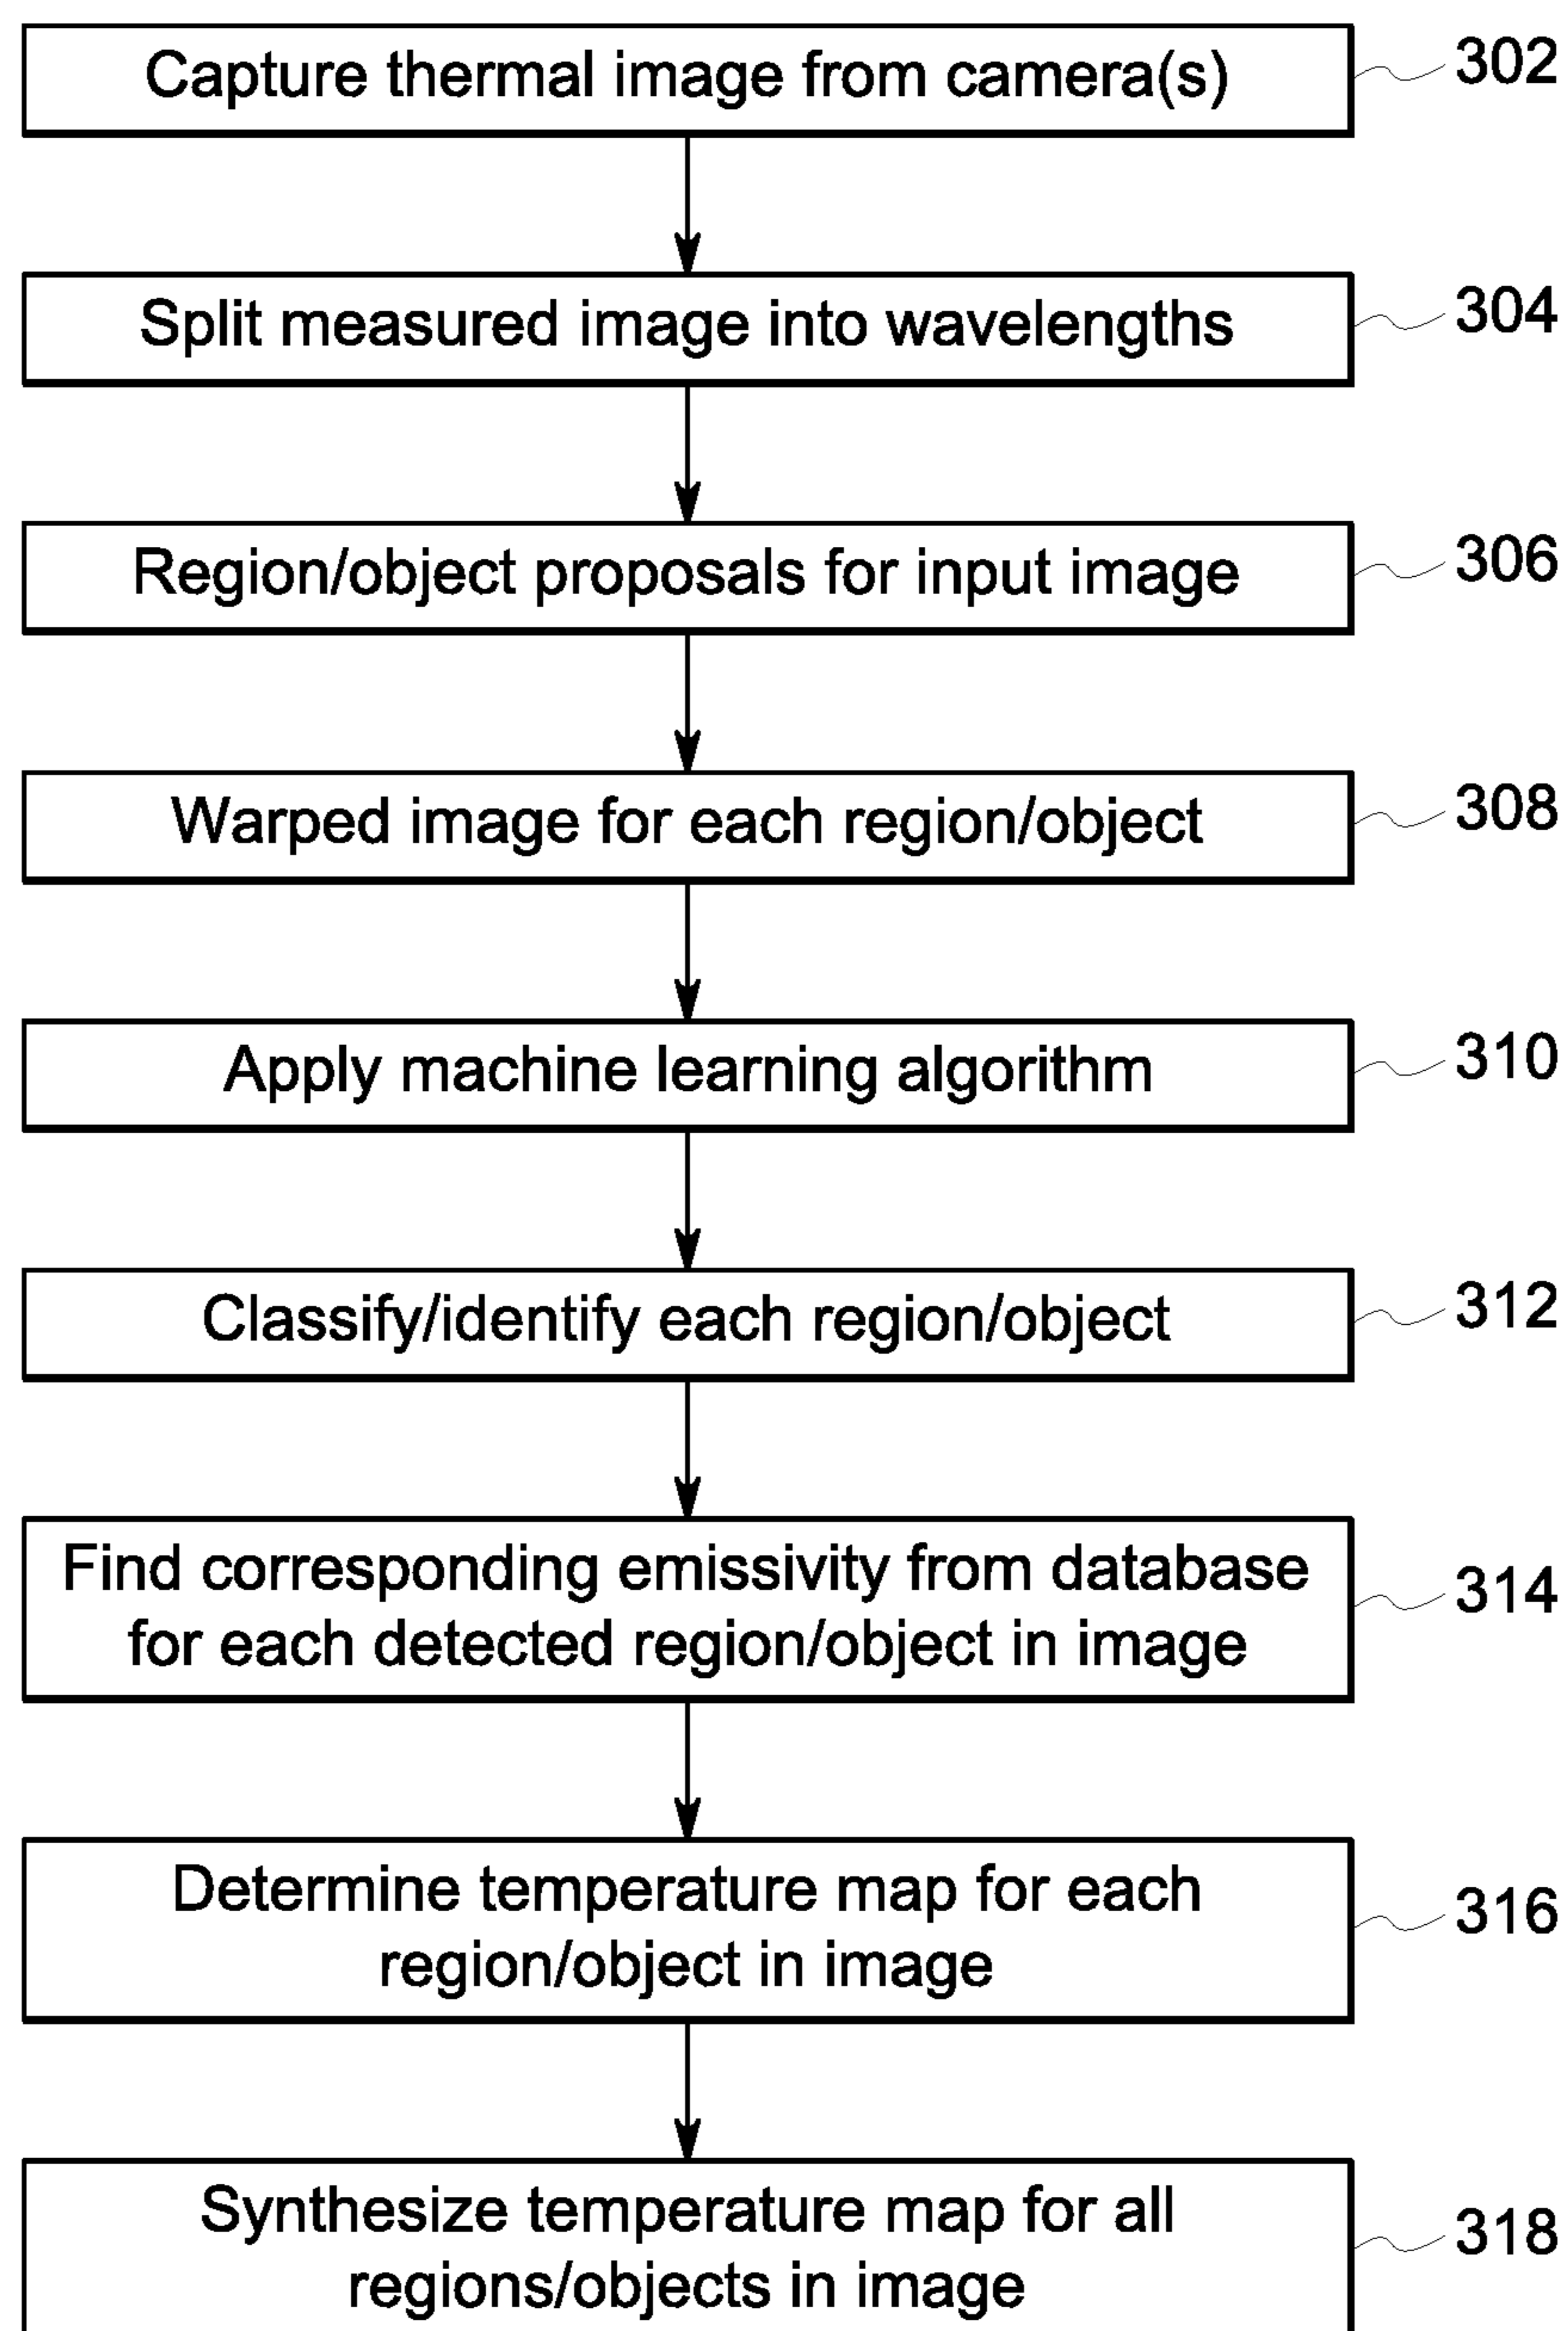 Capture thermal image from camera(s)
302
Split measured image into wavelengths
304
Region/object proposals for input image
306
Warped image for each region/object
308
Apply machine learning algorithm
310
Classify/identify each region/object
312
Find corresponding emissivity from database
for each detected region/object in image
314
Determine temperature map for each
region/object in image
316
Synthesize temperature map for all
regions/objects in image
318